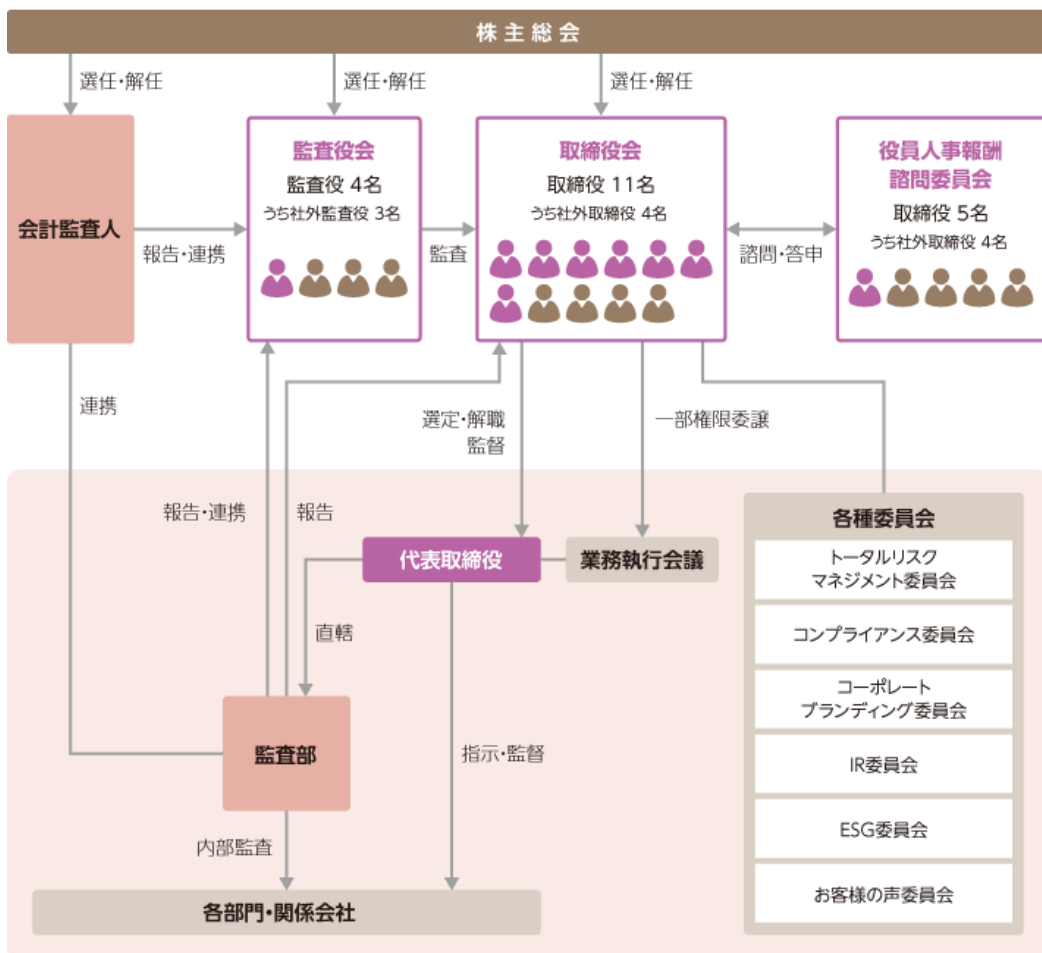 株主総会
選任・解任
選任・解任
選任・解任
会計監査人
報告・連携
監査役会
監査役 4名
うち社外監査役 3名
監査
取締役会
取締役 11名
うち社外取締役 4名
諮問・答申
役員人事報酬
諮問委員会
取締役 5名
うち社外取締役 4名
連携
選定・解職
監督
一部権限委譲
報告・連携
報告
代表取締役
業務執行会議
直轄
監査部
指示・監督
内部監査
各部門・関係会社
各種委員会
トータルリスク
マネジメント委員会
コンプライアンス委員会
コーポレート
ブランディング委員会
IR委員会
ESG委員会
お客様の声委員会